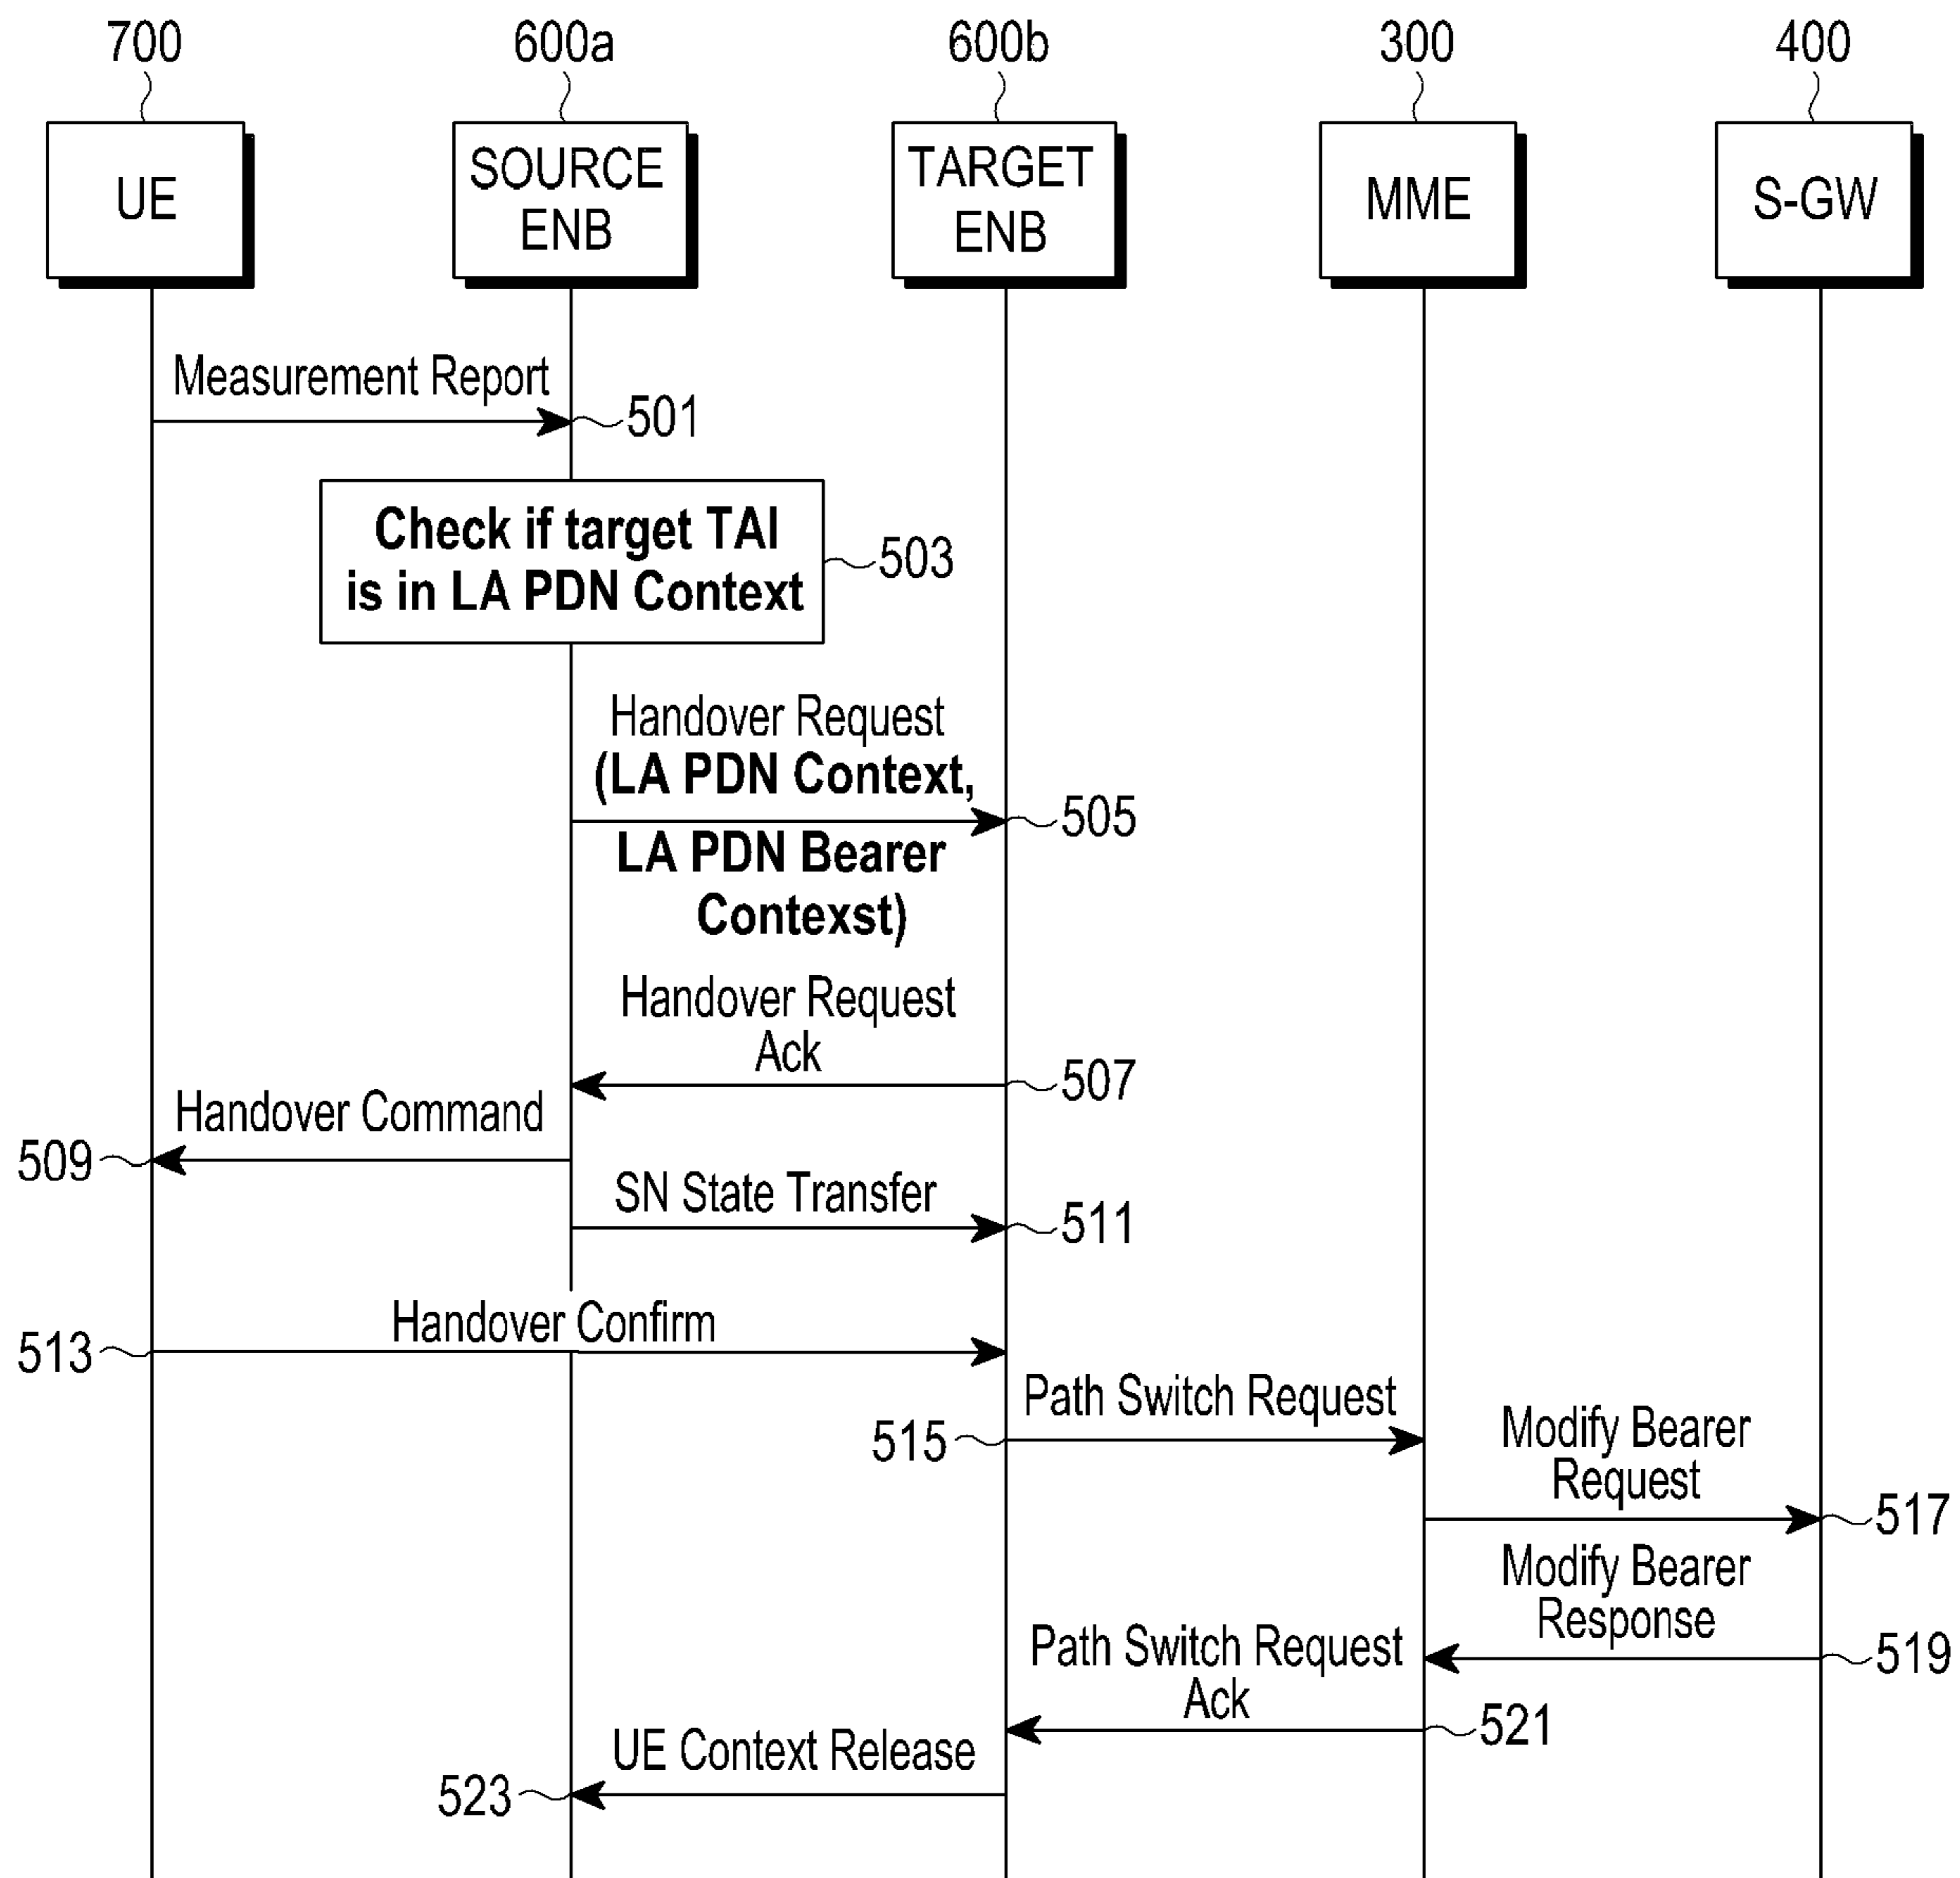 700
600a
600b
300
400
UE
SOURCE
ENB
TARGET
ENB
MME
S-GW
Measurement Report
501
Check if target TAI
is in LA PDN Context
503
Handover Request
(LA PDN Context,
505
LA PDN Bearer
Contexst)
Handover Request
Ack
507
Handover Command
509
SN State Transfer
511
Handover Confirm
513
Path Switch Request
515
Modify Bearer
Request
517
Modify Bearer
Response
519
Path Switch Request
Ack
521
UE Context Release
523